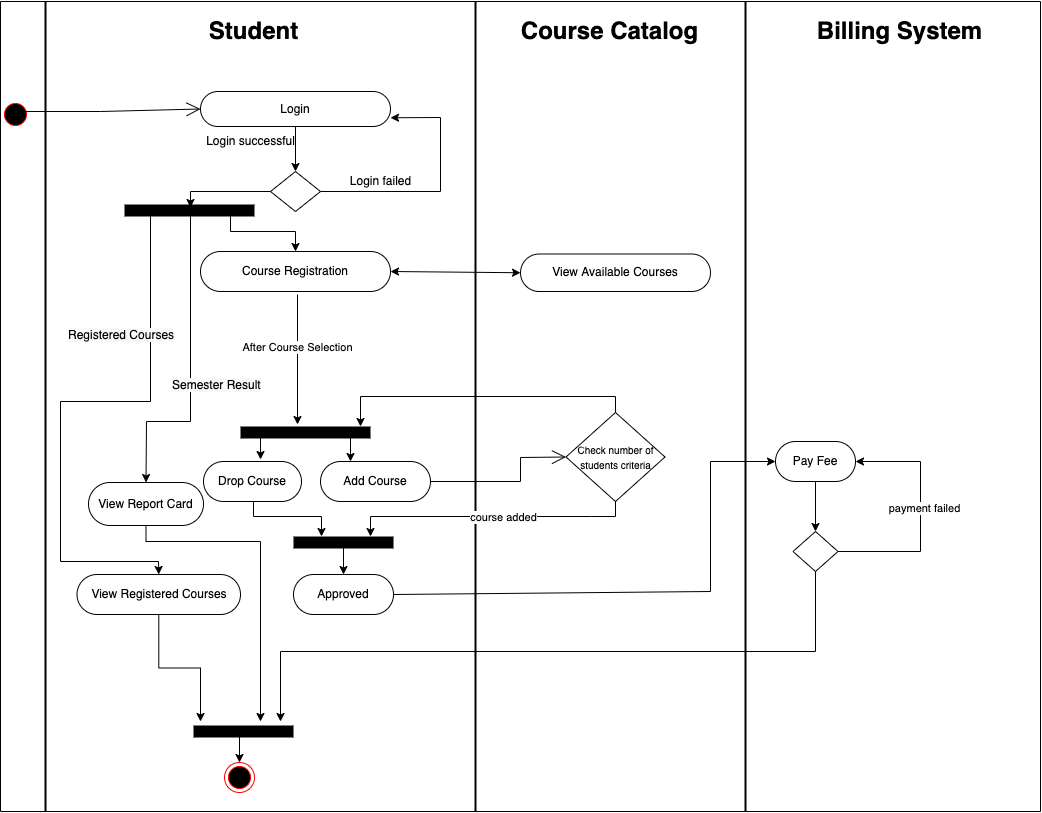 Student
Course Catalog
Billing System
Login
Login successful
Login failed
Course Registration
View Available Courses
Registered Courses
After Course Selection
Semester Result
Check number of
students criteria
Pay Fee
Drop Course
Add Course
View Report Card
payment failed
course added
View Registered Courses
Approved